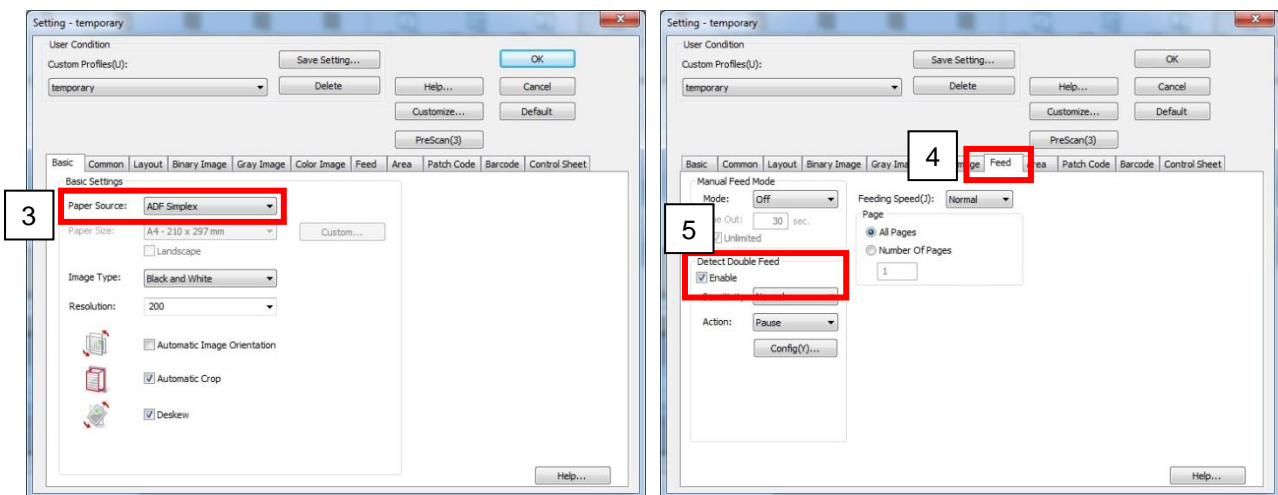 Setting - temporary
User Condition
Custom Profiles(U):
Save Setting...
OK
temporary
Delete
Help...
Cancel
Customize...
Default
PreScan(3)
Basic Common Layout Binary Image Gray Image Color Image Feed Area Patch Code Barcode Control Sheet
Basic Settings
3
Paper Source: ADF Simplex
Paper Size: A4 - 210 x 297 mm Custom...
Landscape
Image Type: Black and White
Resolution: 200
Automatic Image Orientation
Automatic Crop
Deskew
Help...
Setting - temporary
User Condition
Custom Profiles(U):
Save Setting...
OK
temporary
Delete
Help...
Cancel
Customize...
Default
PreScan(3)
4
Basic Common Layout Binary Image Gray Feed Patch Code Barcode Control Sheet
Manual Feed Mode
Mode: Off Feeding Speed(J): Normal
Out: 30 sec. Page
5
Unlimited All Pages
Detect Double Feed Number Of Pages
Enable 1
Action: Pause
Config(Y)...
Help...